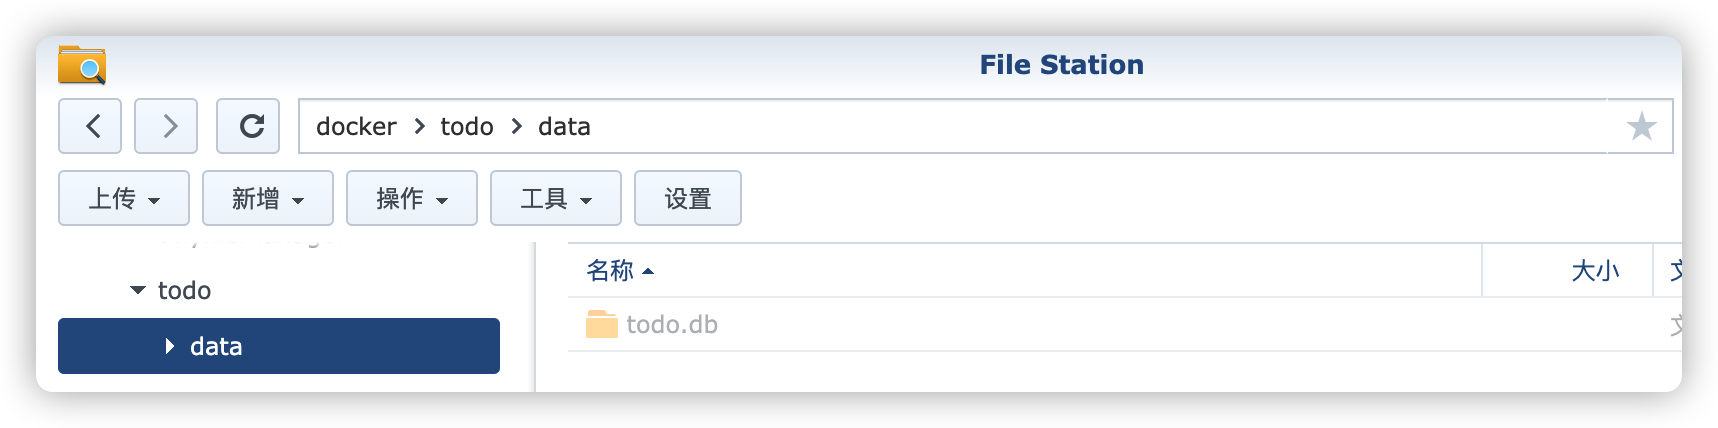 File Station
docker > todo > data
上传 新增 操作 工具 设置
名称 大小
todo
todo.db
data